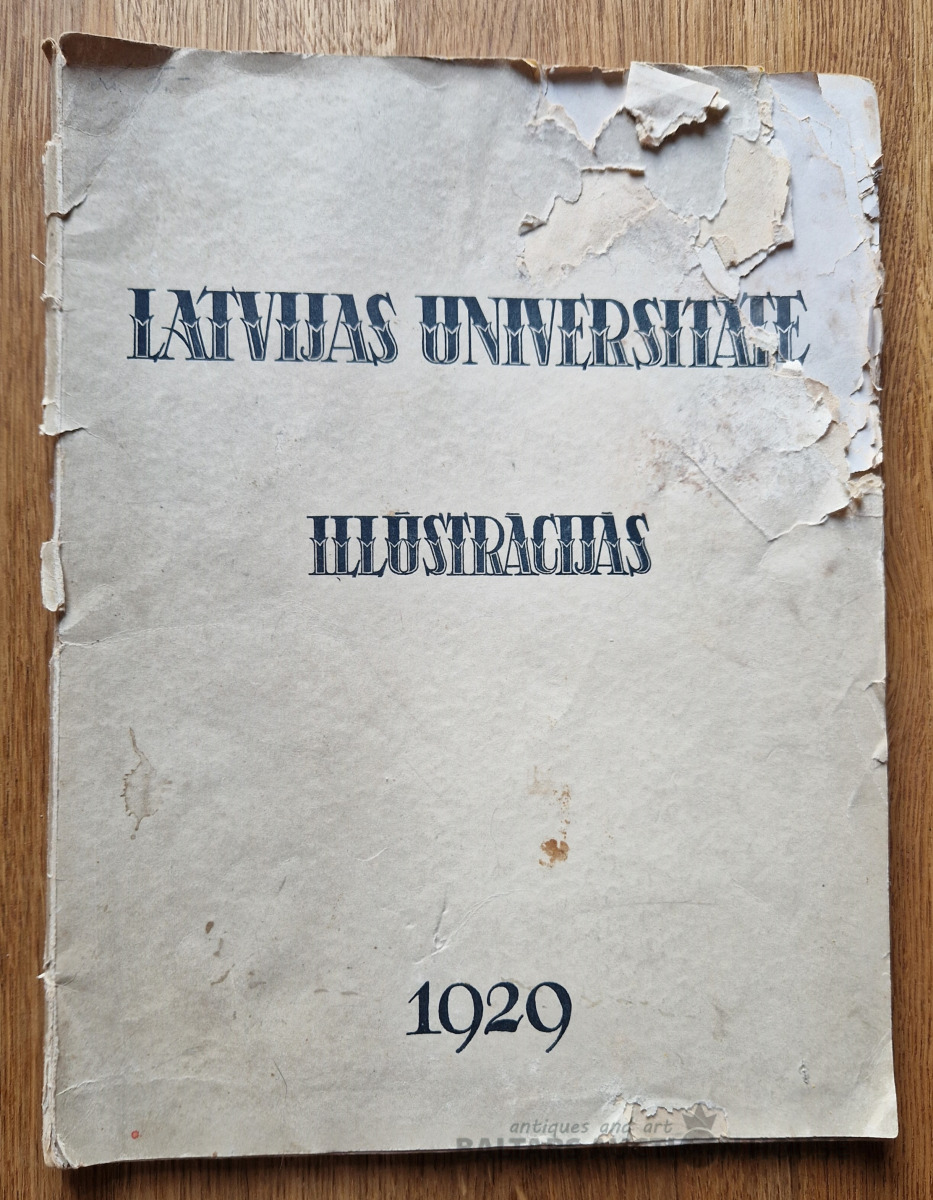 LATVIJAS UNIVERSITĀTE
ILLŪSTRĀCIJĀS
1929
antiques and art